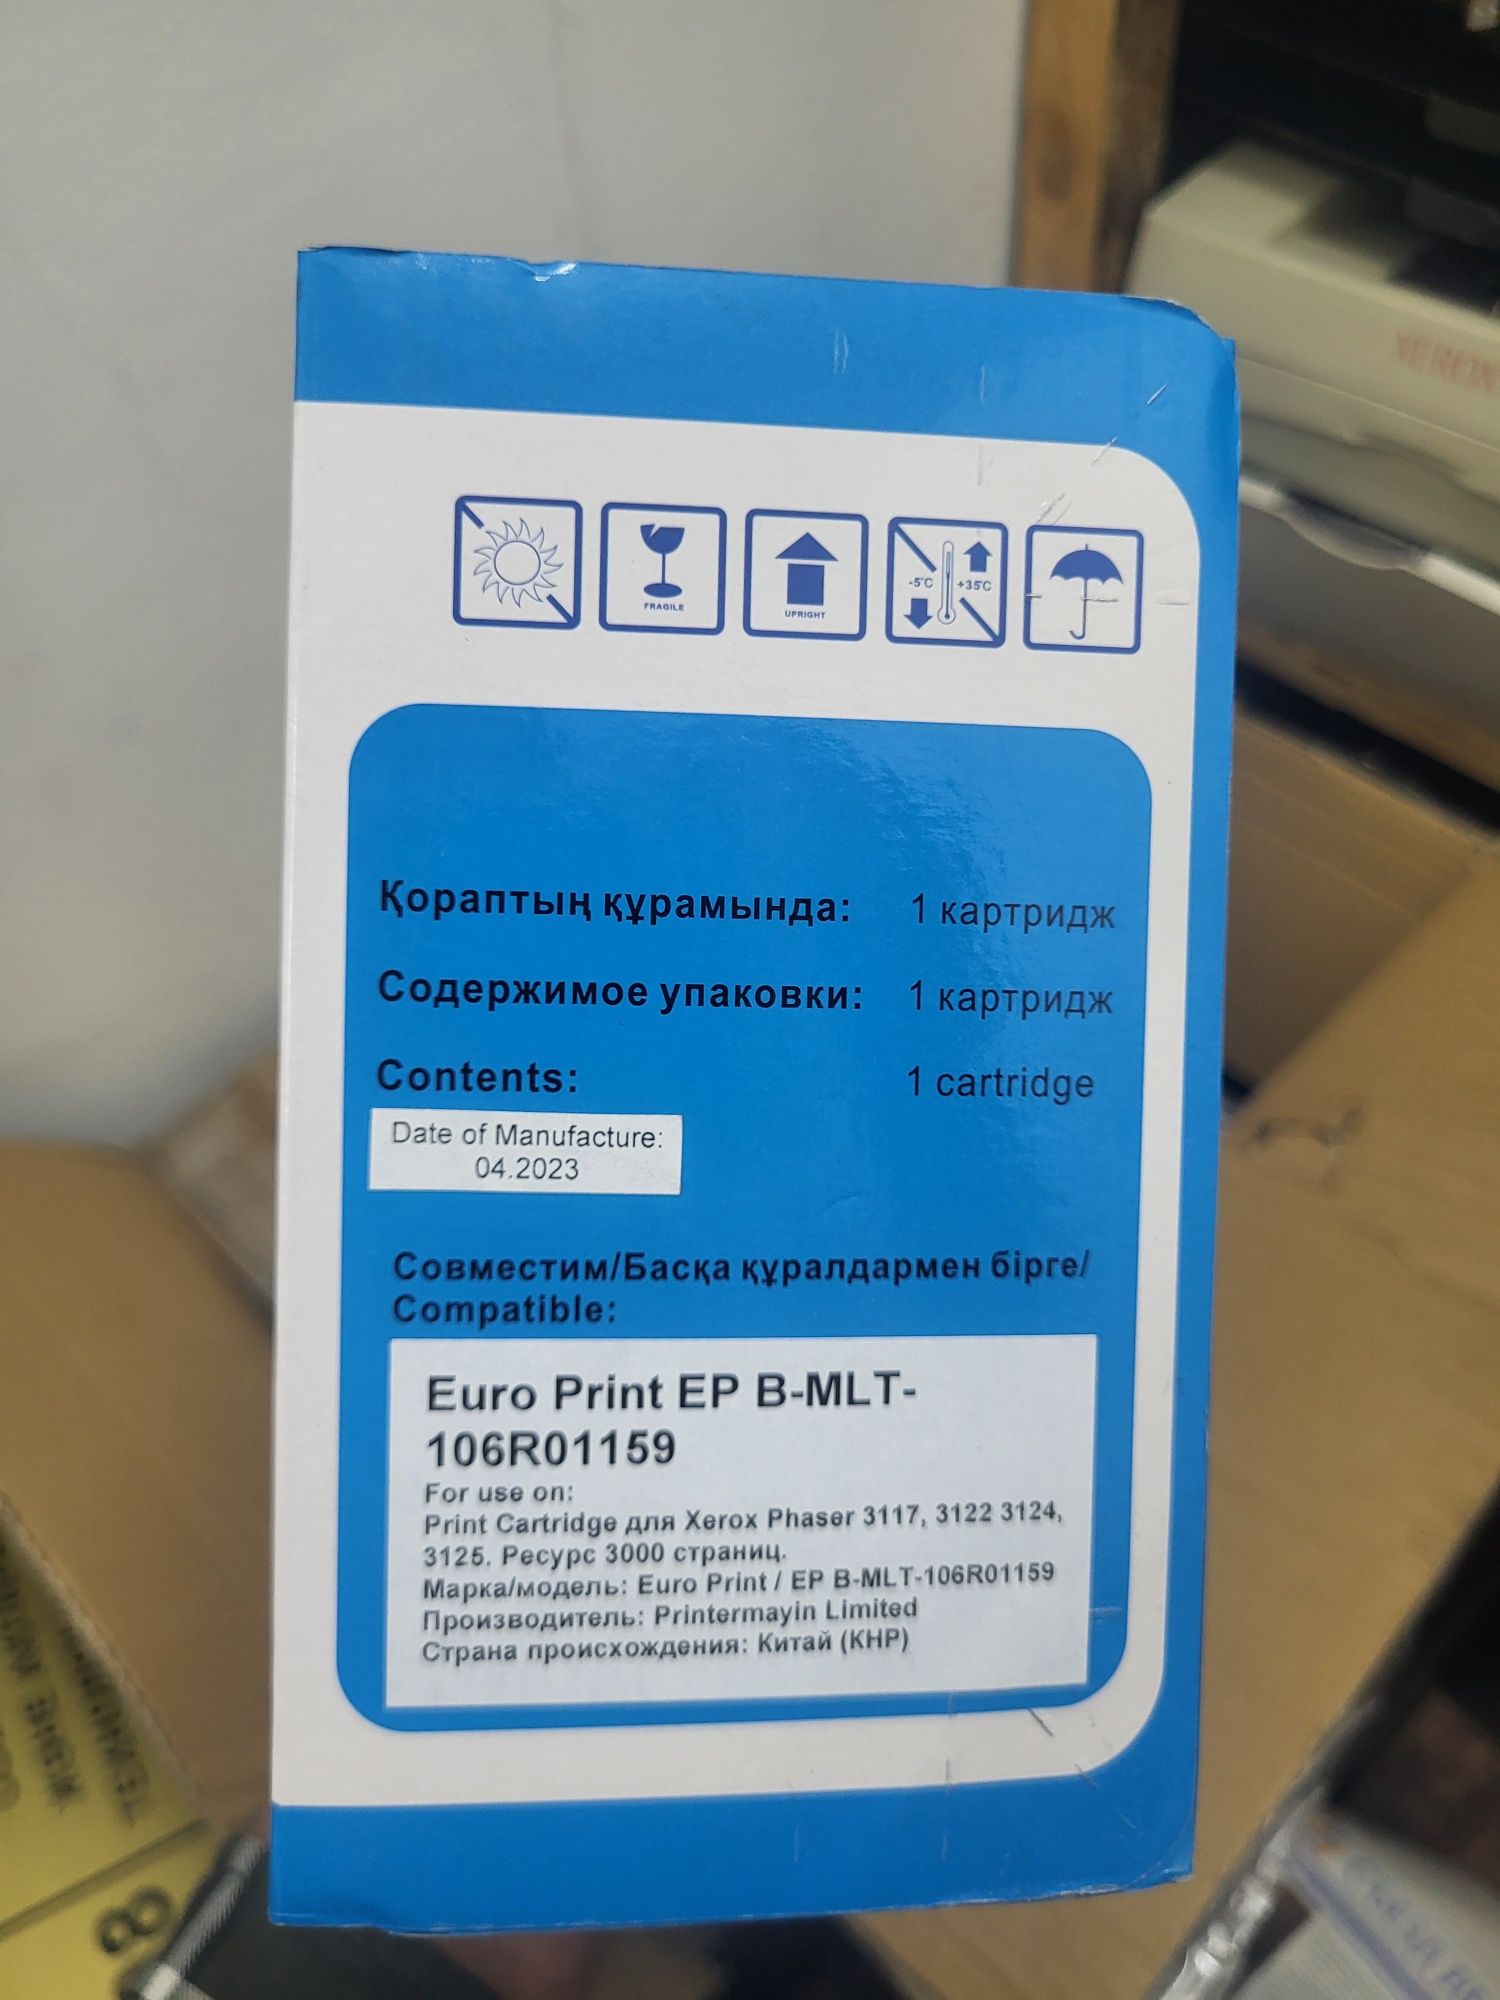 FRAGILE
UPRIGHT
-5°C
+35°C
Қораптың құрамында: 1 картридж
Содержимое упаковки: 1 картридж
Contents: 1 cartridge
Date of Manufacture:
04.2023
Совместим/Басқа құралдармен бірге/
Compatible:
Euro Print EP B-MLT-
106R01159
For use on:
Print Cartridge для Xerox Phaser 3117, 3122 3124,
3125. Ресурс 3000 страниц.
Марка/модель: Euro Print / EP B-MLT-106R01159
Производитель: Printermayin Limited
Страна происхождения: Китай (КНР)
XEROX
8